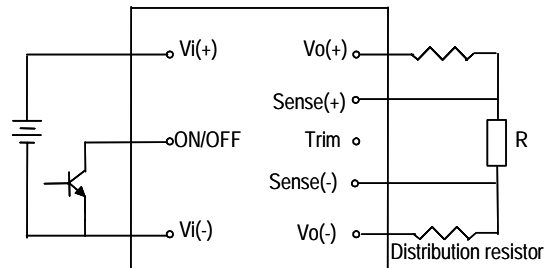 Vi(+)
Vo(+)
Sense(+)
ON/OFF
Trim
R
Sense(-)
Vi(-)
Vo(-)
Distribution resistor